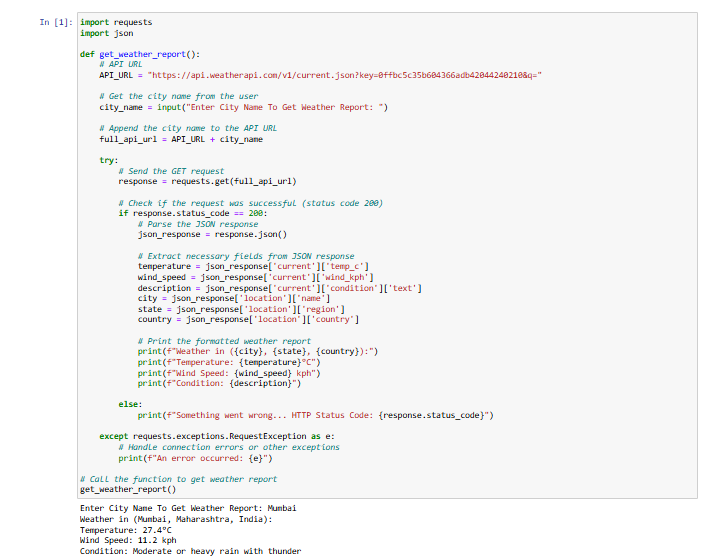 In [1]: import requests
import json
def get_weather_report():
# API URL
API_URL = "https://api.weatherapi.com/v1/current.json?key=0ffbc5c35b604366adb42044240210&q="
# Get the city name from the user
city_name = input("Enter City Name To Get Weather Report: ")
# Append the city name to the API URL
full_api_url = API_URL + city_name
try:
# Send the GET request
response = requests.get(full_api_url)
# Check if the request was successful (status code 200)
if response.status_code == 200:
# Parse the JSON response
json_response = response.json()
# Extract necessary fields from JSON response
temperature = json_response['current']['temp_c']
wind_speed = json_response['current']['wind_kph']
description = json_response['current']['condition']['text']
city = json_response['location']['name']
state = json_response['location']['region']
country = json_response['location']['country']
# Print the formatted weather report
print(f"Weather in ({city}, {state}, {country}):")
print(f"Temperature: {temperature}°C")
print(f"Wind Speed: {wind_speed} kph")
print(f"Condition: {description}")
else:
print(f"Something went wrong... HTTP Status Code: {response.status_code}")
except requests.exceptions.RequestException as e:
# Handle connection errors or other exceptions
print(f"An error occurred: {e}")
# Call the function to get weather report
get_weather_report()
Enter City Name To Get Weather Report: Mumbai
Weather in (Mumbai, Maharashtra, India):
Temperature: 27.4°C
Wind Speed: 11.2 kph
Condition: Moderate or heavy rain with thunder